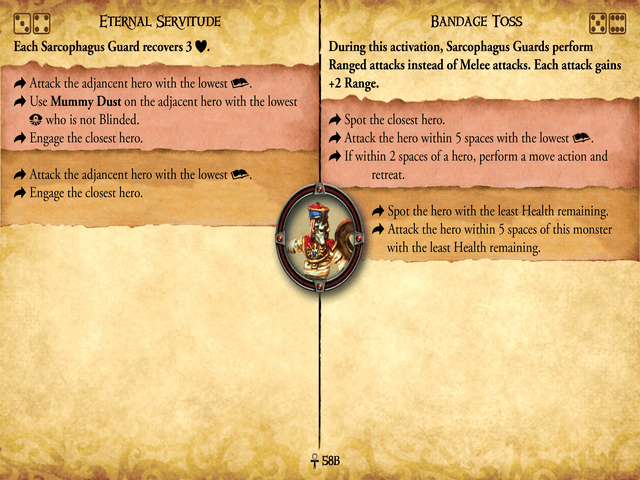 Eternal Servitude
Each Sarcophagus Guard recovers 3 .
Attack the adjancent hero with the lowest .
Use Mummy Dust on the adjacent hero with the lowest
who is not Blinded.
Engage the closest hero.
Attack the adjancent hero with the lowest .
Engage the closest hero.
Bandage Toss
During this activation, Sarcophagus Guards perform
Ranged attacks instead of Melee attacks. Each attack gains
+2 Range.
Spot the closest hero.
Attack the hero within 5 spaces with the lowest .
If within 2 spaces of a hero, perform a move action and
retreat.
Spot the hero with the least Health remaining.
Attack the hero within 5 spaces of this monster
with the least Health remaining.
58B